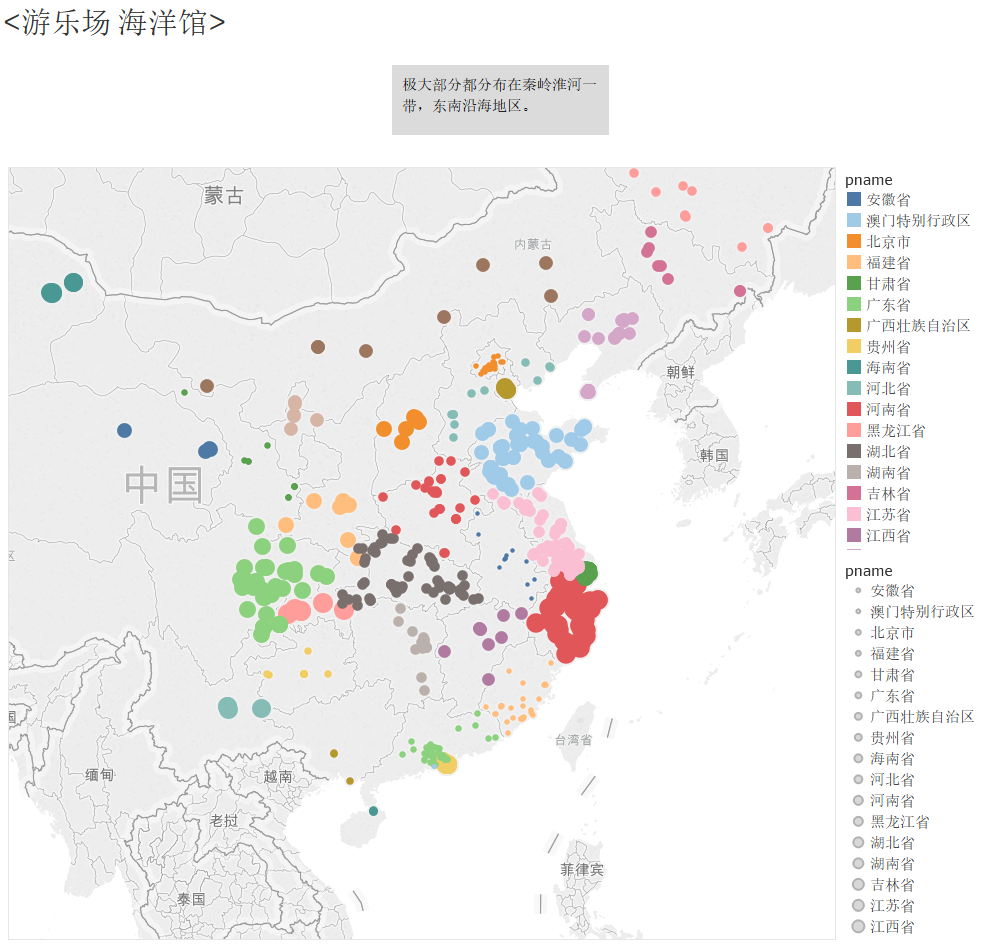 <游乐场 海洋馆>
极大部分都分布在秦岭淮河一
带，东南沿海地区。
蒙古
内蒙古
朝鲜
韩国
中国
区
国
台湾省
缅甸
越南
老挝
菲律宾
泰国
pname
安徽省
澳门特别行政区
北京市
福建省
甘肃省
广东省
广西壮族自治区
贵州省
海南省
河北省
河南省
黑龙江省
湖北省
湖南省
吉林省
江苏省
江西省
pname
安徽省
澳门特别行政区
北京市
福建省
甘肃省
广东省
广西壮族自治区
贵州省
海南省
河北省
河南省
黑龙江省
湖北省
湖南省
吉林省
江苏省
江西省